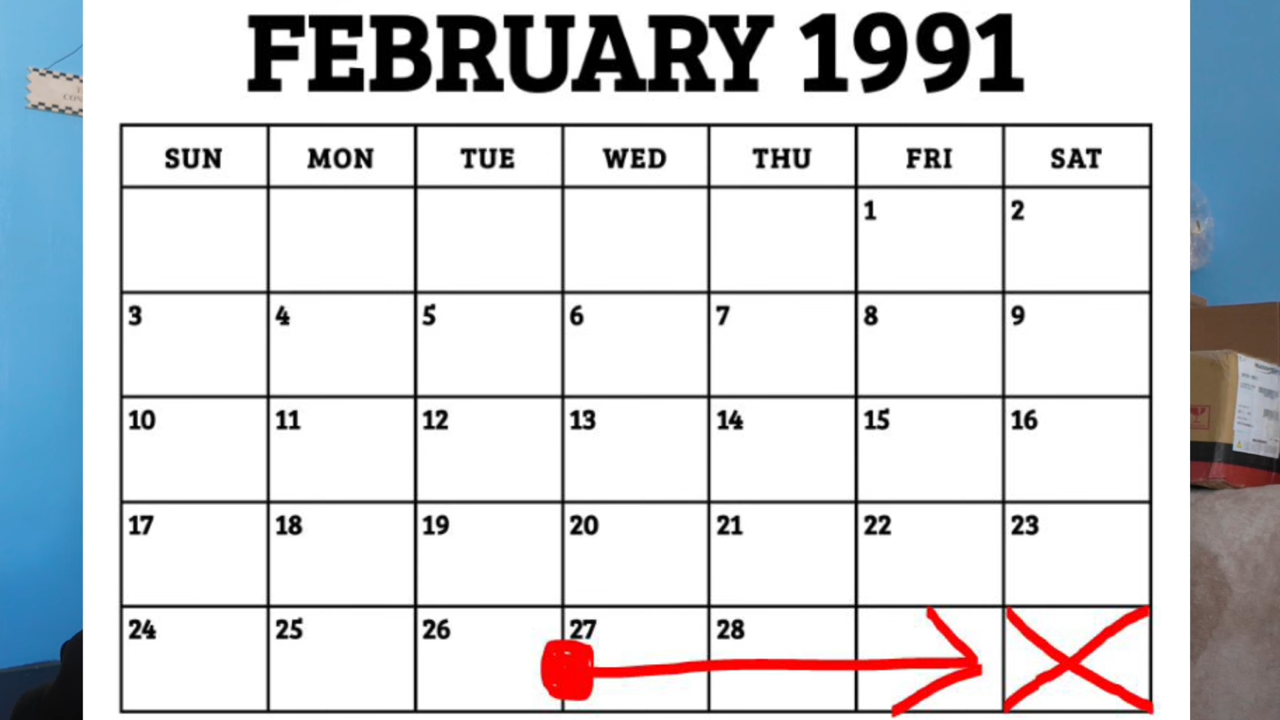 FEBRUARY 1991
SUN MON TUE WED THU FRI SAT
1 2
3 4 5 6 7 8 9
10 11 12 13 14 15 16
17 18 19 20 21 22 23
24 25 26 27 28